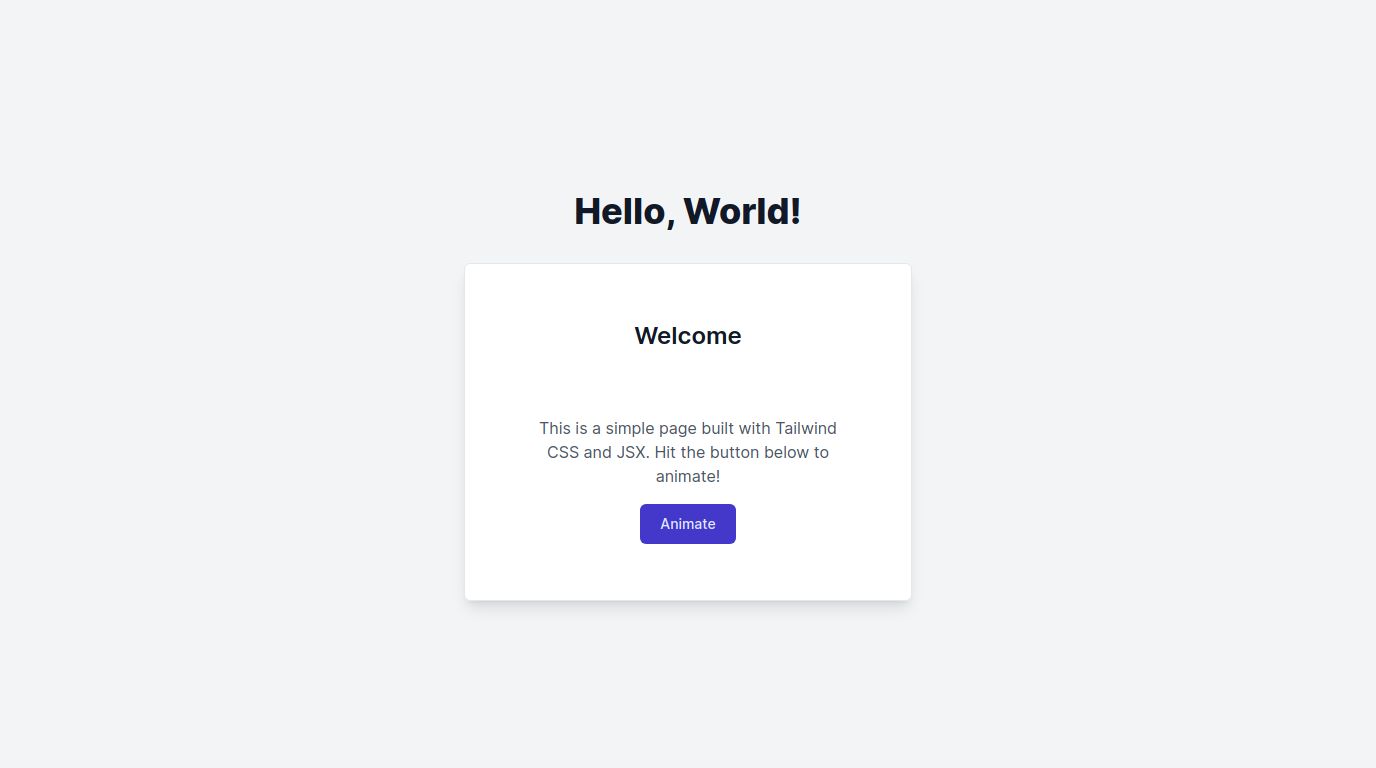 Hello, World!
Welcome
This is a simple page built with Tailwind
CSS and JSX. Hit the button below to
animate!
Animate